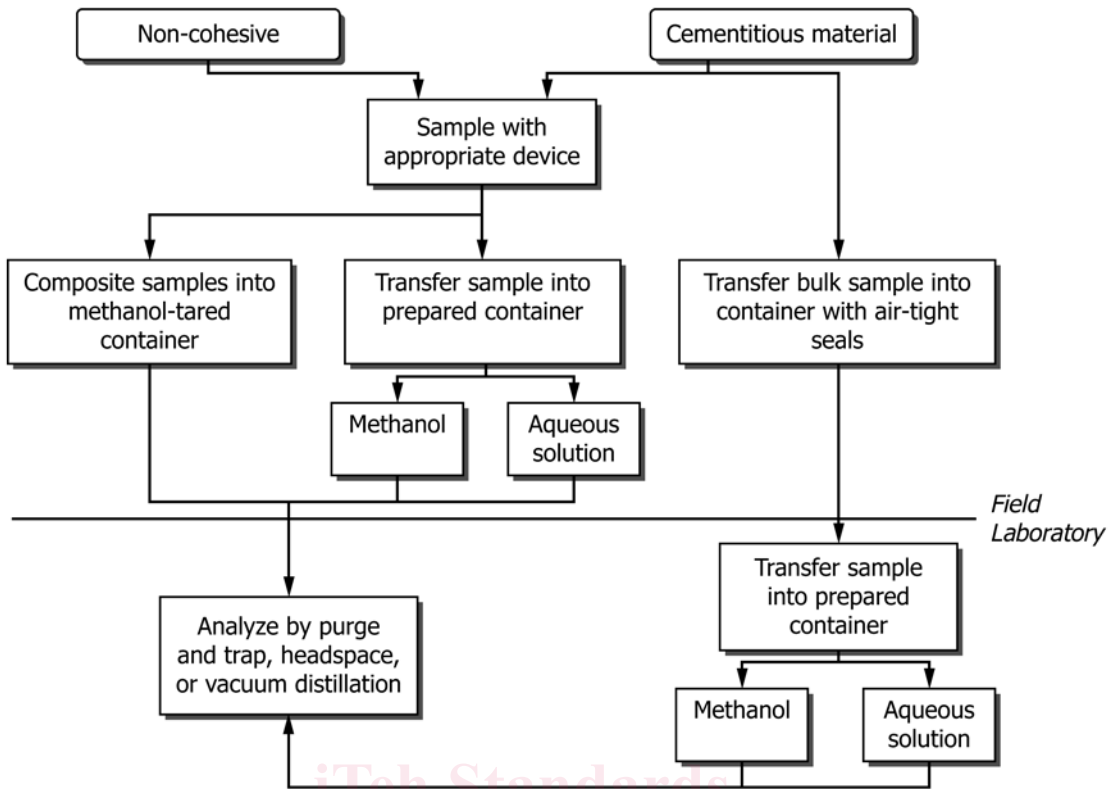 Non-cohesive
Cementitious material
Sample with
appropriate device
Composite samples into
methanol-tared
container
Transfer sample into
prepared container
Transfer bulk sample into
container with air-tight
seals
Methanol
Aqueous
solution
Field
Laboratory
Transfer sample
into prepared
container
Analyze by purge
and trap, headspace,
or vacuum distillation
Methanol
Aqueous
solution
iTeh Standards